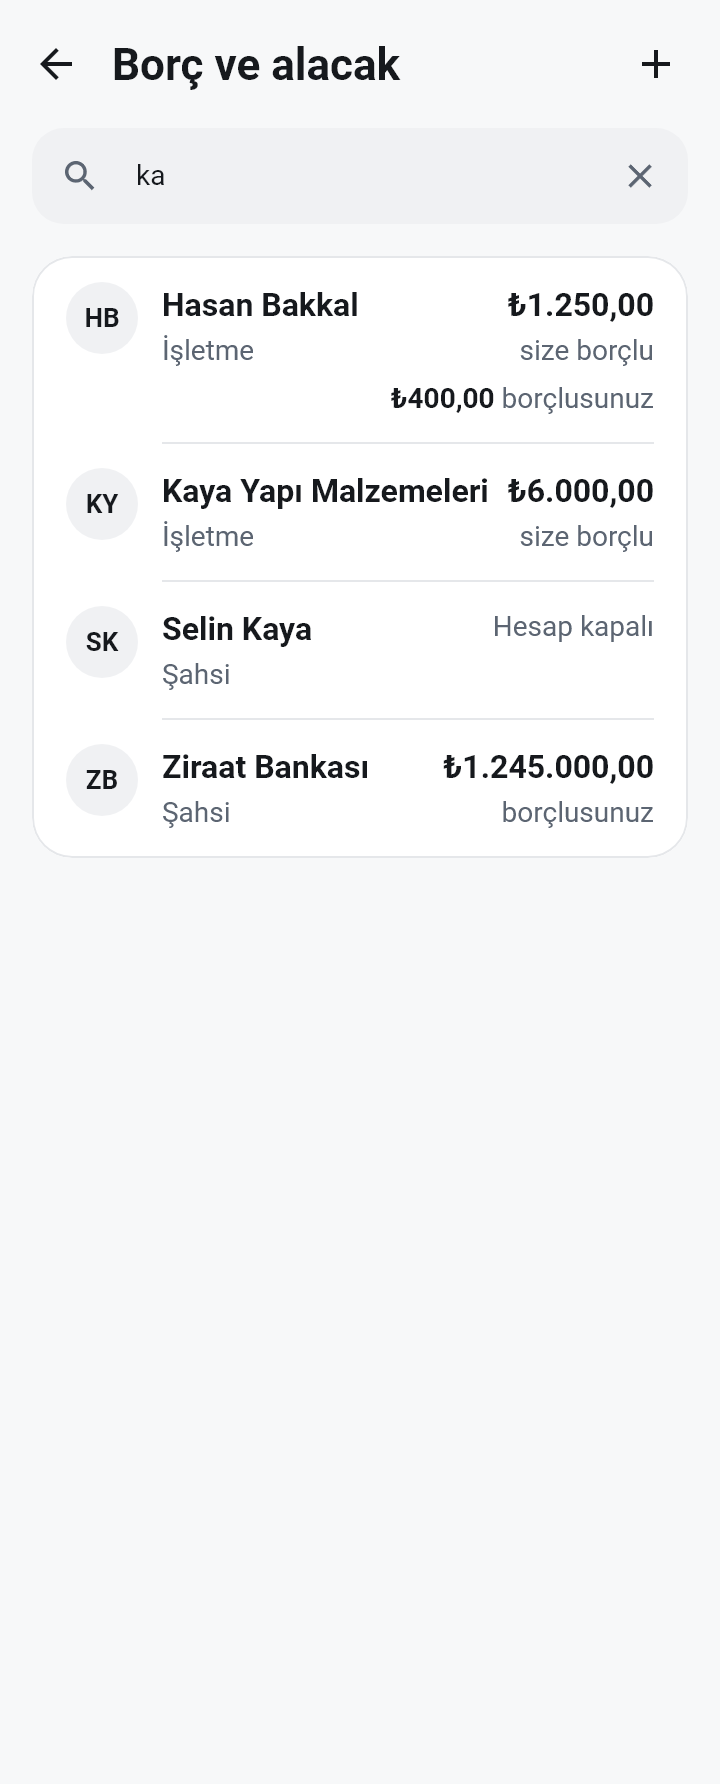 Borç ve alacak
ka
HB
Hasan Bakkal
₺1.250,00
İşletme
size borçlu
₺400,00 borçlusunuz
KY
Kaya Yapı Malzemeleri
₺6.000,00
İşletme
size borçlu
SK
Selin Kaya
Hesap kapalı
Şahsi
ZB
Ziraat Bankası
₺1.245.000,00
Şahsi
borçlusunuz